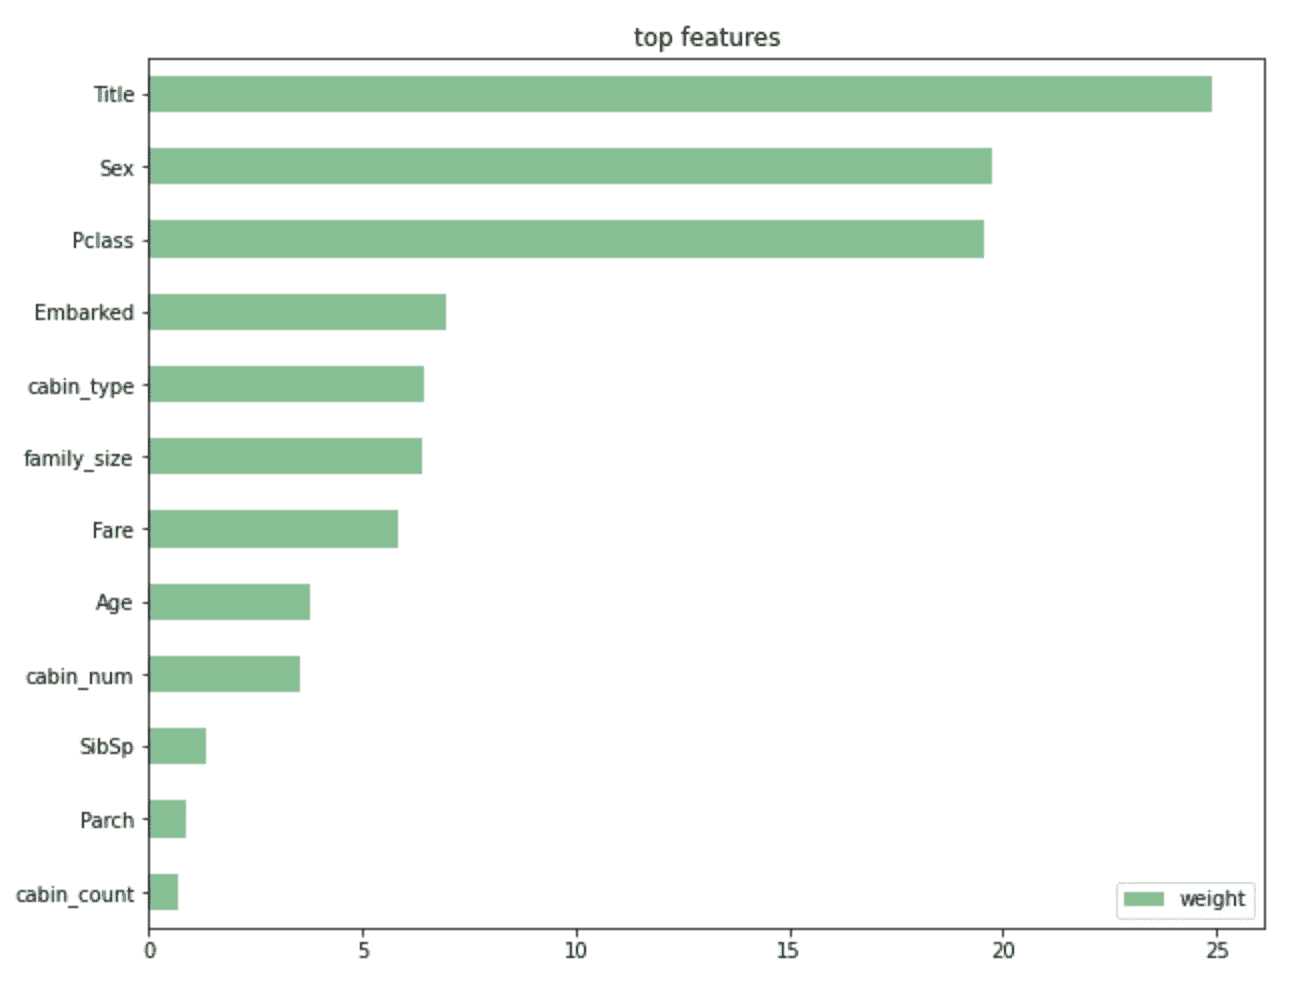 top features
Title
Sex
Pclass
Embarked
cabin_type
family_size
Fare
Age
cabin_num
SibSp
Parch
cabin_count
weight
0 5 10 15 20 25